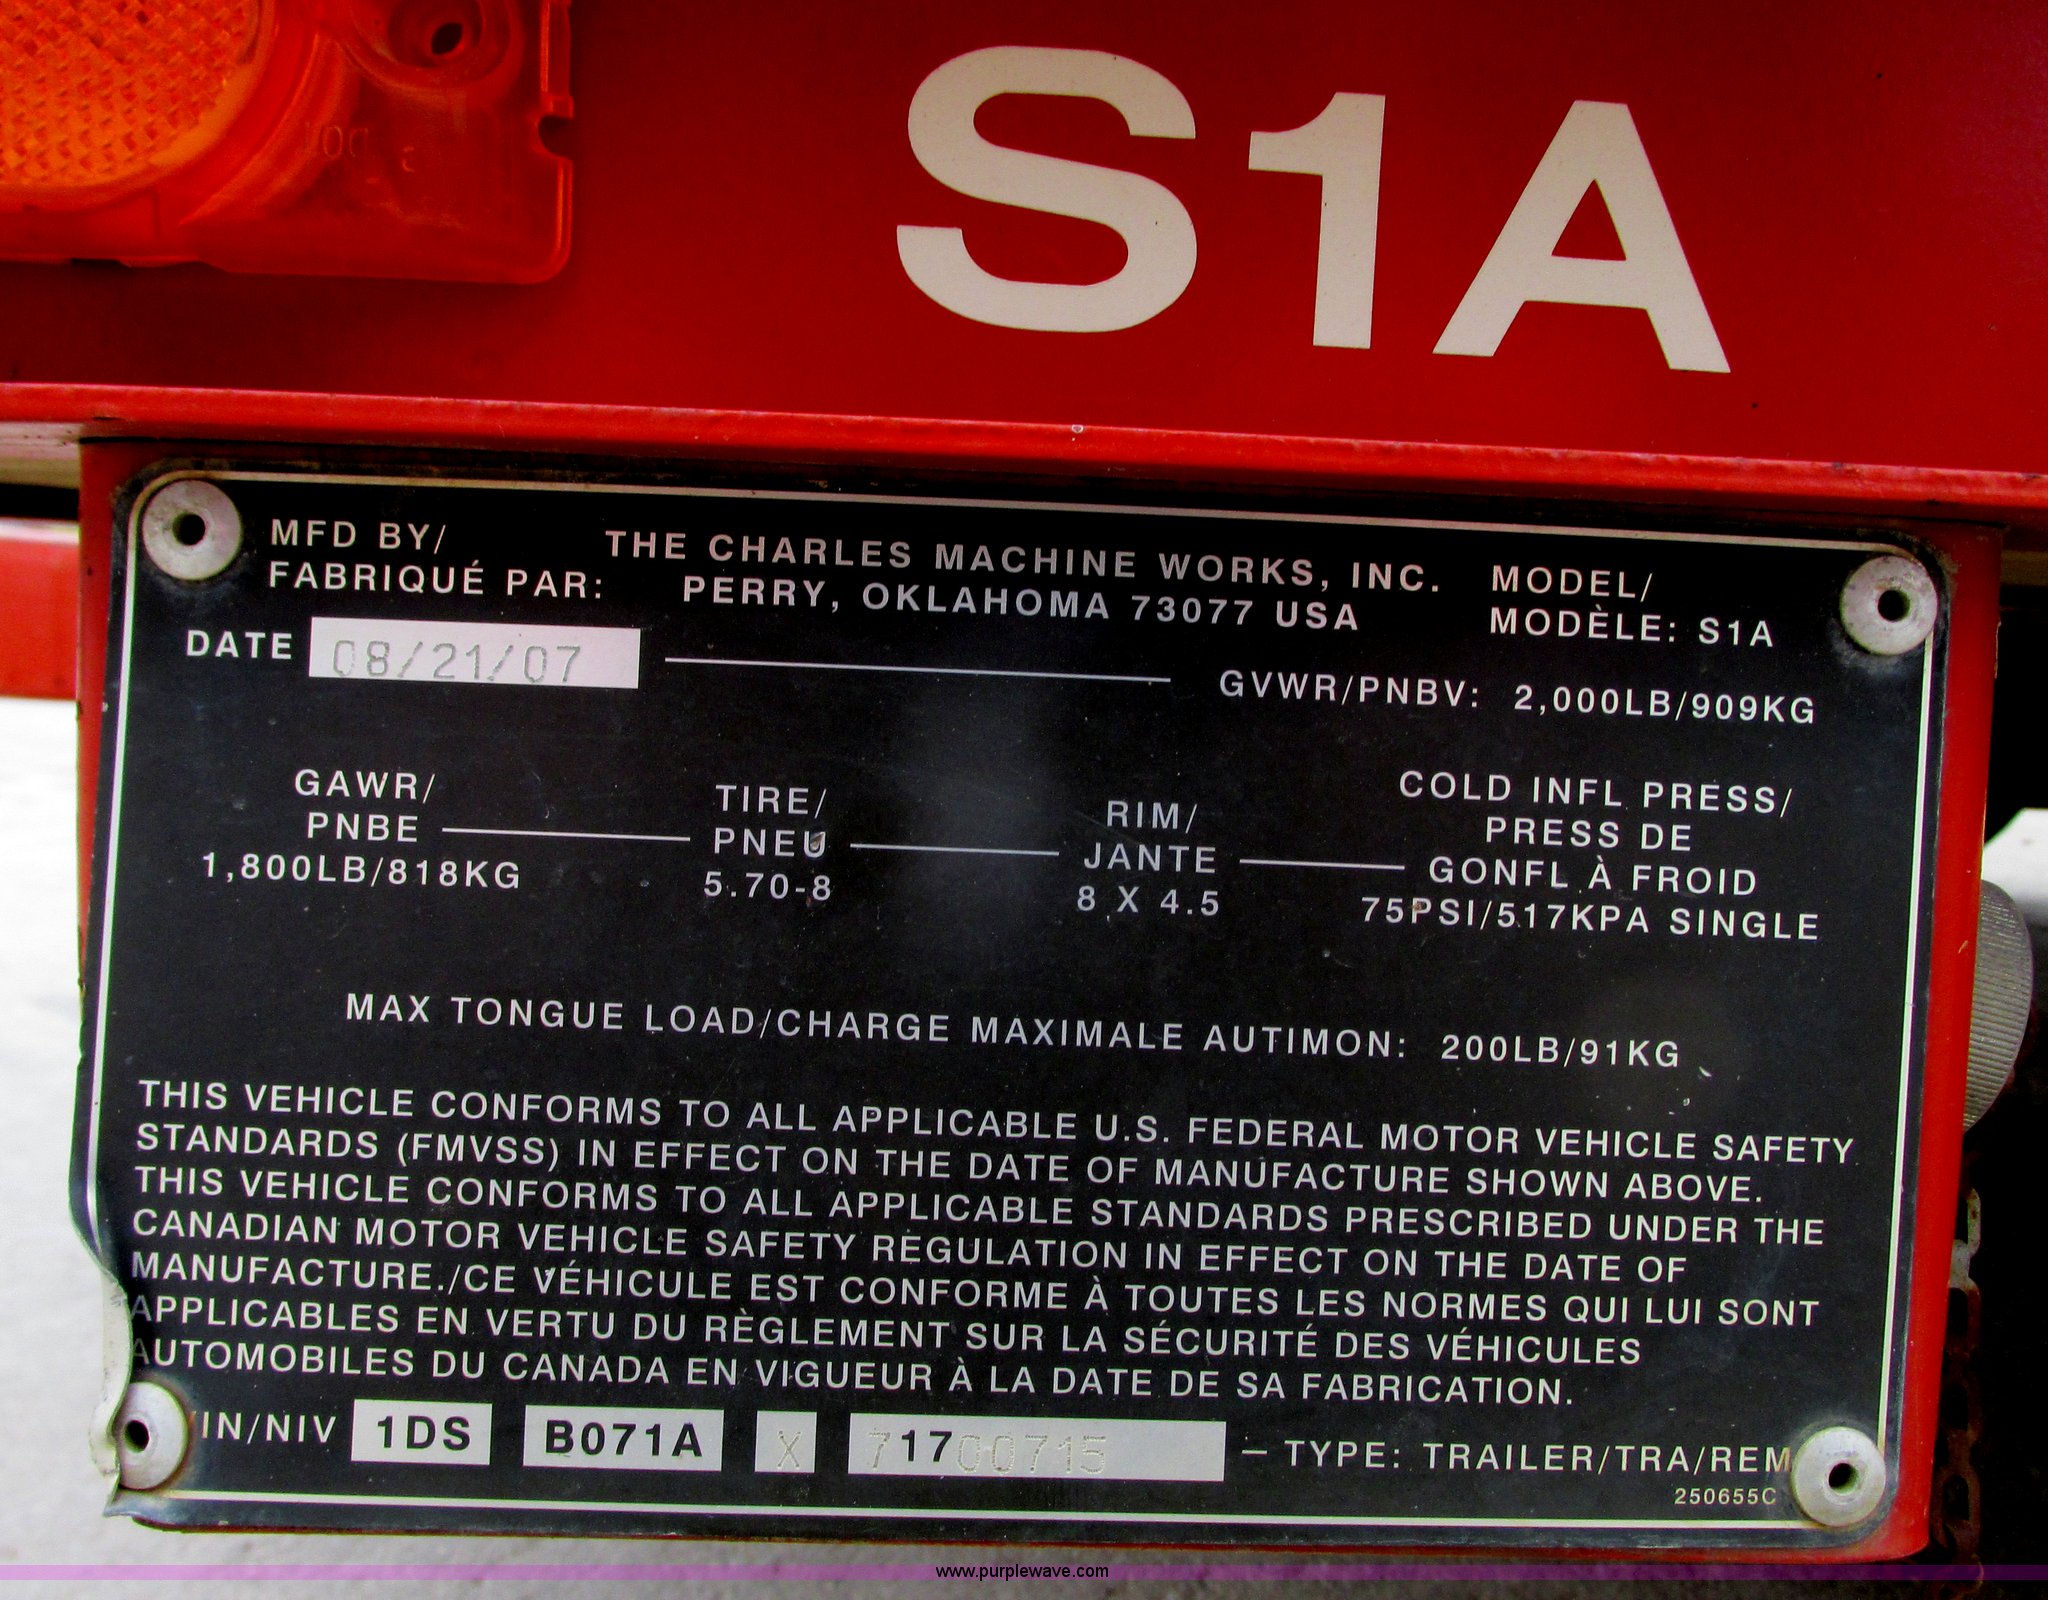 S1A
MFD BY/
FABRIQUÉ PAR:
THE CHARLES MACHINE WORKS, INC.
PERRY, OKLAHOMA 73077 USA
MODEL/
MODÈLE: S1A
DATE 08/21/07
GVWR/PNBV: 2,000LB/909KG
GAWR/
PNBE
1,800LB/818KG
TIRE/
PNEU
5.70-8
RIM/
JANTE
8 X 4.5
COLD INFL PRESS/
PRESS DE
GONFL À FROID
75PSI/517KPA SINGLE
MAX TONGUE LOAD/CHARGE MAXIMALE AUTIMON: 200LB/91KG
THIS VEHICLE CONFORMS TO ALL APPLICABLE U.S. FEDERAL MOTOR VEHICLE SAFETY
STANDARDS (FMVSS) IN EFFECT ON THE DATE OF MANUFACTURE SHOWN ABOVE.
THIS VEHICLE CONFORMS TO ALL APPLICABLE STANDARDS PRESCRIBED UNDER THE
CANADIAN MOTOR VEHICLE SAFETY REGULATION IN EFFECT ON THE DATE OF
MANUFACTURE./CE VÉHICULE EST CONFORME À TOUTES LES NORMES QUI LUI SONT
APPLICABLES EN VERTU DU RÈGLEMENT SUR LA SÉCURITÉ DES VÉHICULES
AUTOMOBILES DU CANADA EN VIGUEUR À LA DATE DE SA FABRICATION.
VIN/NIV 1DS B071A X 71700715 – TYPE: TRAILER/TRA/REM
250655C
www.purplewave.com